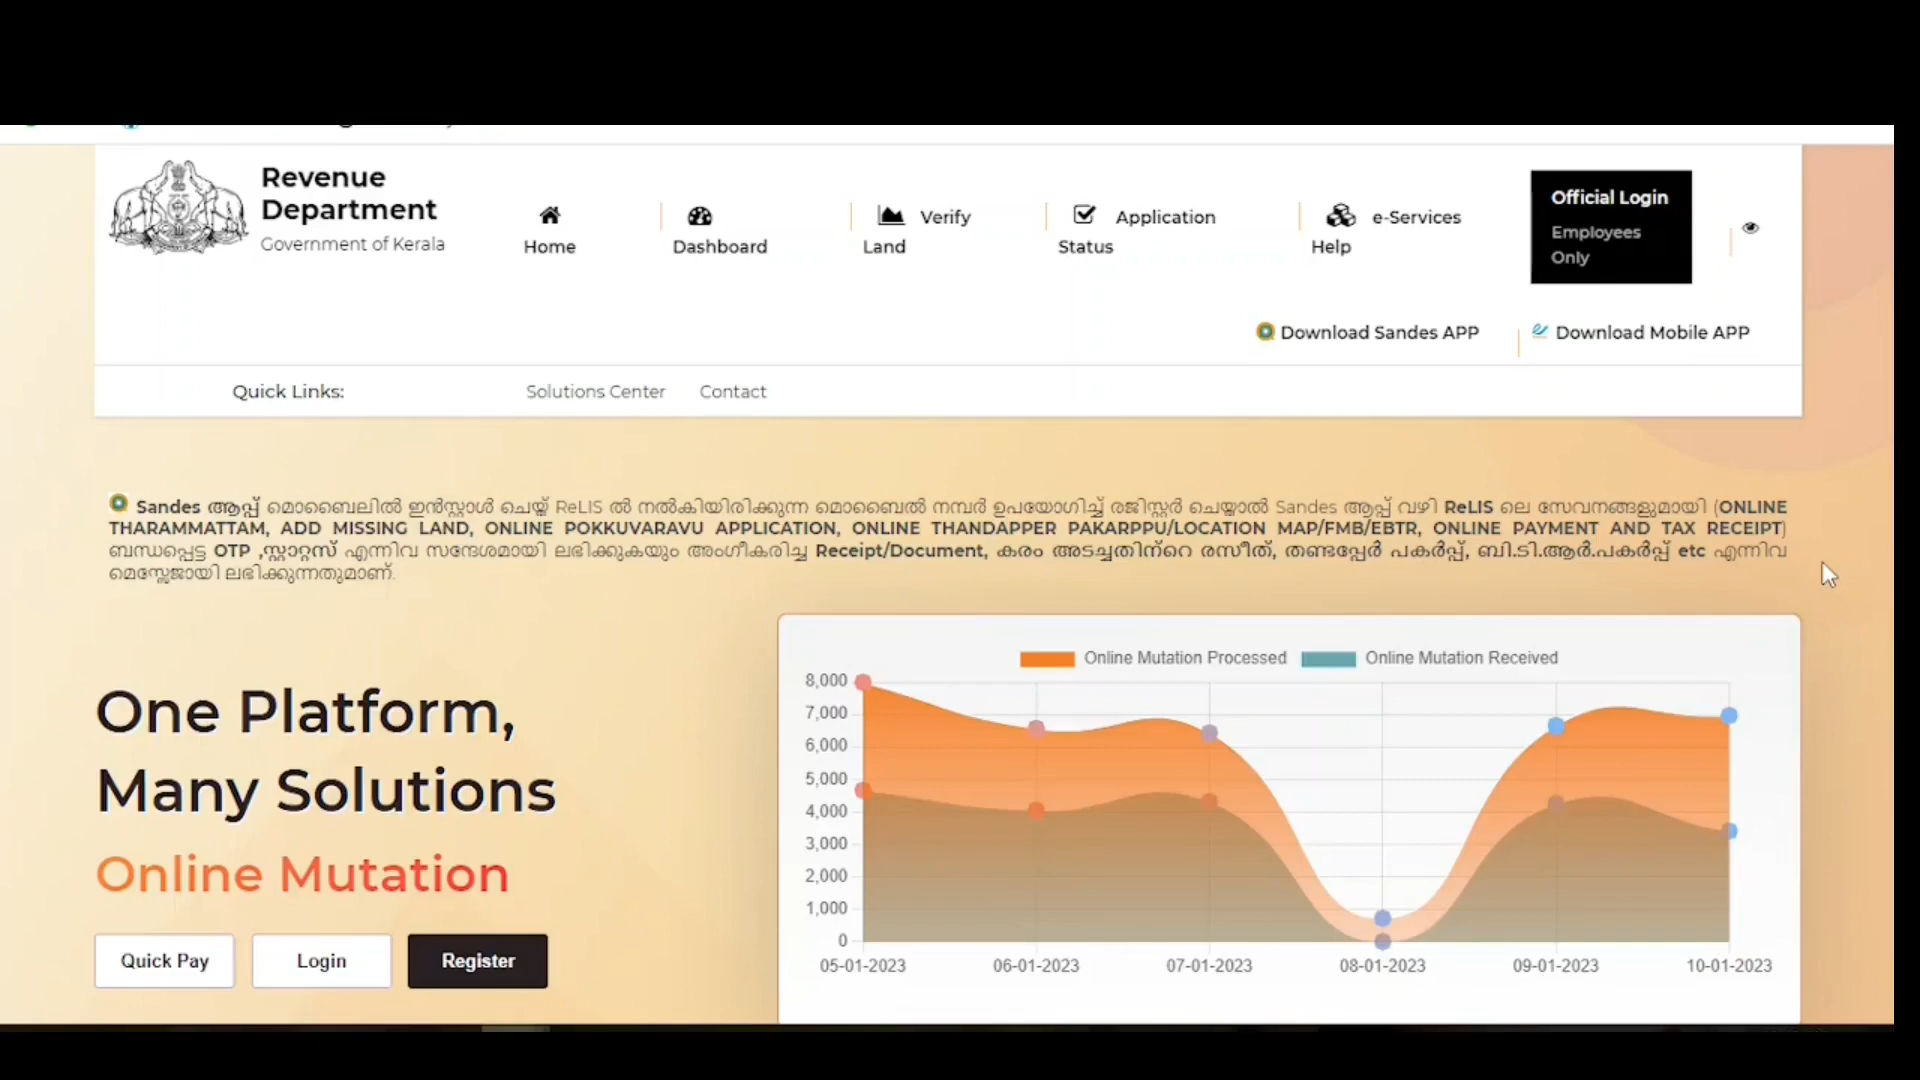 Revenue
Department
Government of Kerala
Home
Dashboard
Verify
Land
Application
Status
e-Services
Help
Official Login
Employees
Only
Download Sandes APP
Download Mobile APP
Quick Links:
Solutions Center
Contact
Sandes ആപ്പ് മൊബൈലിൽ ഇൻസ്റ്റാൾ ചെയ്ത് ReLIS ൽ നൽകിയിരിക്കുന്ന മൊബൈൽ നമ്പർ ഉപയോഗിച്ച് രജിസ്റ്റർ ചെയ്താൽ Sandes ആപ്പ് വഴി ReLIS ലെ സേവനങ്ങളുമായി (ONLINE
THARAMMATTAM, ADD MISSING LAND, ONLINE POKKUVARAVU APPLICATION, ONLINE THANDAPPER PAKARPPU/LOCATION MAP/FMB/EBTR, ONLINE PAYMENT AND TAX RECEIPT)
ബന്ധപ്പെട്ട OTP ,സ്റ്റാറ്റസ് എന്നിവ സന്ദേശമായി ലഭിക്കുകയും അംഗീകരിച്ച Receipt/Document, കരം അടച്ചതിന്റെ രസീത്, തണ്ടപ്പേർ പകർപ്പ്, ബി.ടി.ആർ.പകർപ്പ് etc എന്നിവ
മെസ്സേജായി ലഭിക്കുന്നതുമാണ്.
One Platform,
Many Solutions
Online Mutation
Quick Pay
Login
Register
Online Mutation Processed
Online Mutation Received
8,000
7,000
6,000
5,000
4,000
3,000
2,000
1,000
0
05-01-2023
06-01-2023
07-01-2023
08-01-2023
09-01-2023
10-01-2023